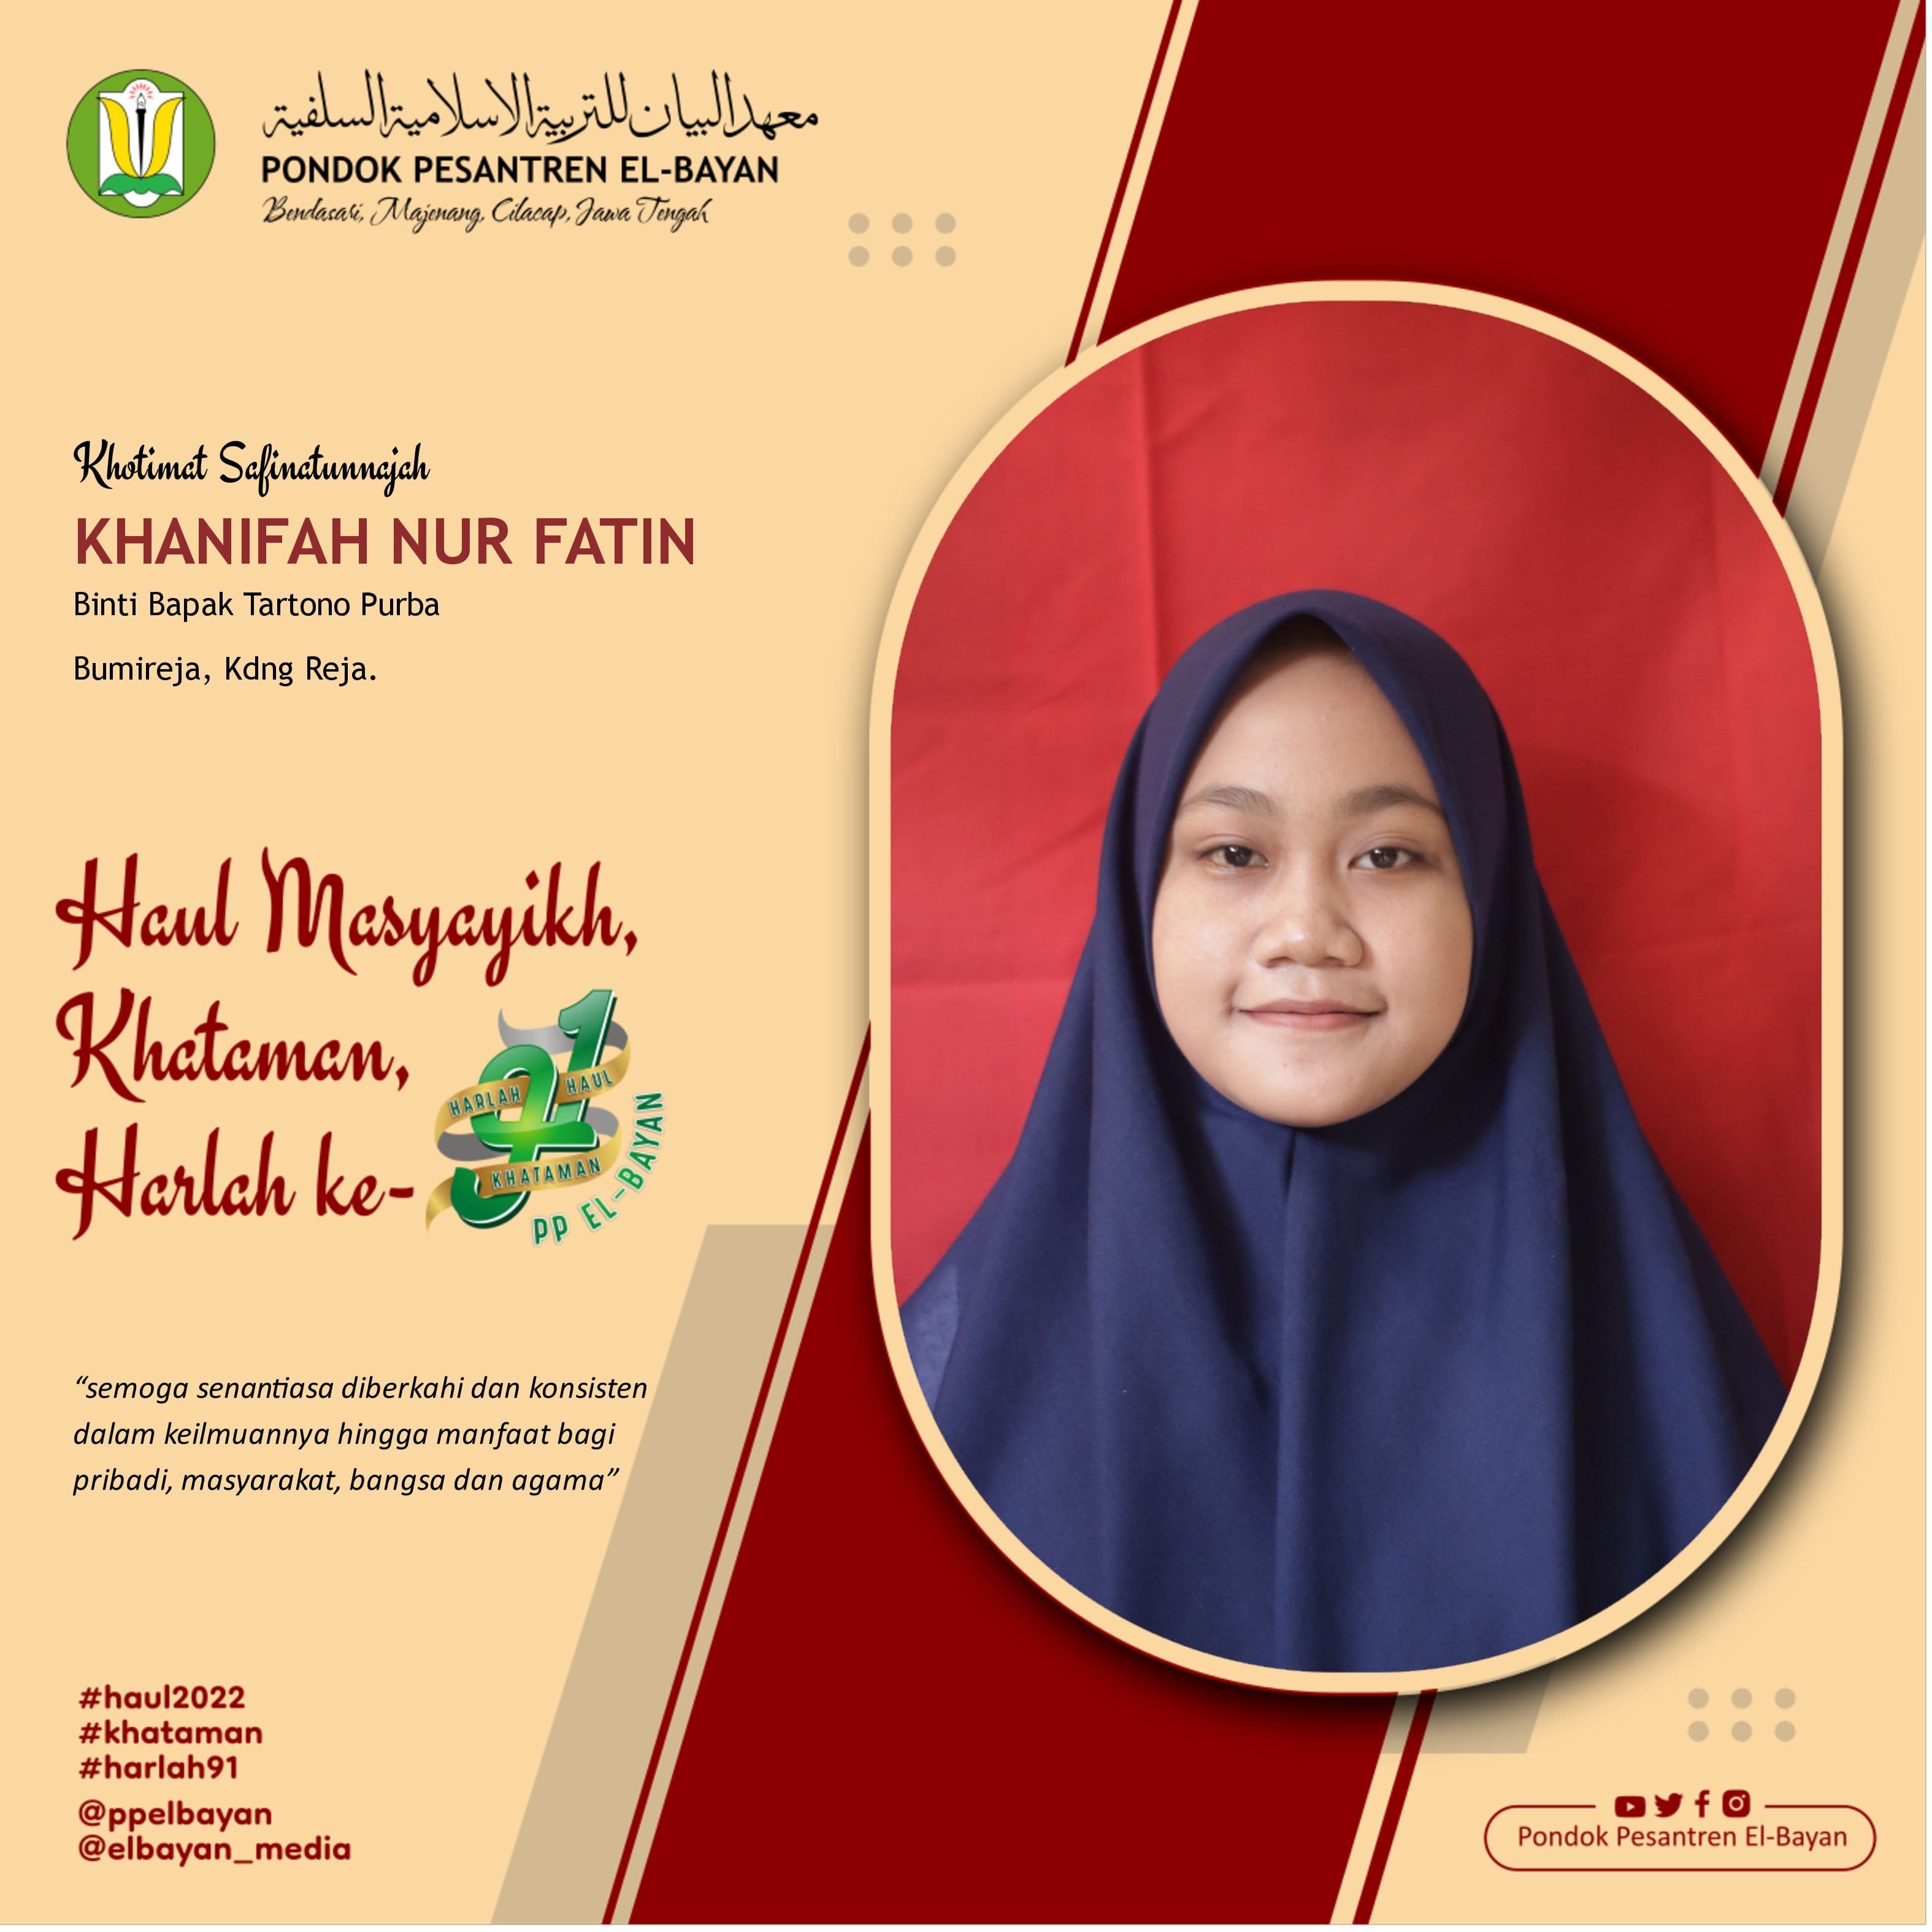 معهد البيان للتربية الاسلامية السلفية
PONDOK PESANTREN EL-BAYAN
Bendasari, Majenang, Cilacap, Jawa Tengah
Khotimat Safinatunnajah
KHANIFAH NUR FATIN
Binti Bapak Tartono Purba
Bumireja, Kdng Reja.
Haul Masyayikh,
Khataman,
Harlah ke-
91
HARLAH HAUL
KHATAMAN
PP EL-BAYAN
“semoga senantiasa diberkahi dan konsisten
dalam keilmuannya hingga manfaat bagi
pribadi, masyarakat, bangsa dan agama”
#haul2022
#khataman
#harlah91
@ppelbayan
@elbayan_media
Pondok Pesantren El-Bayan